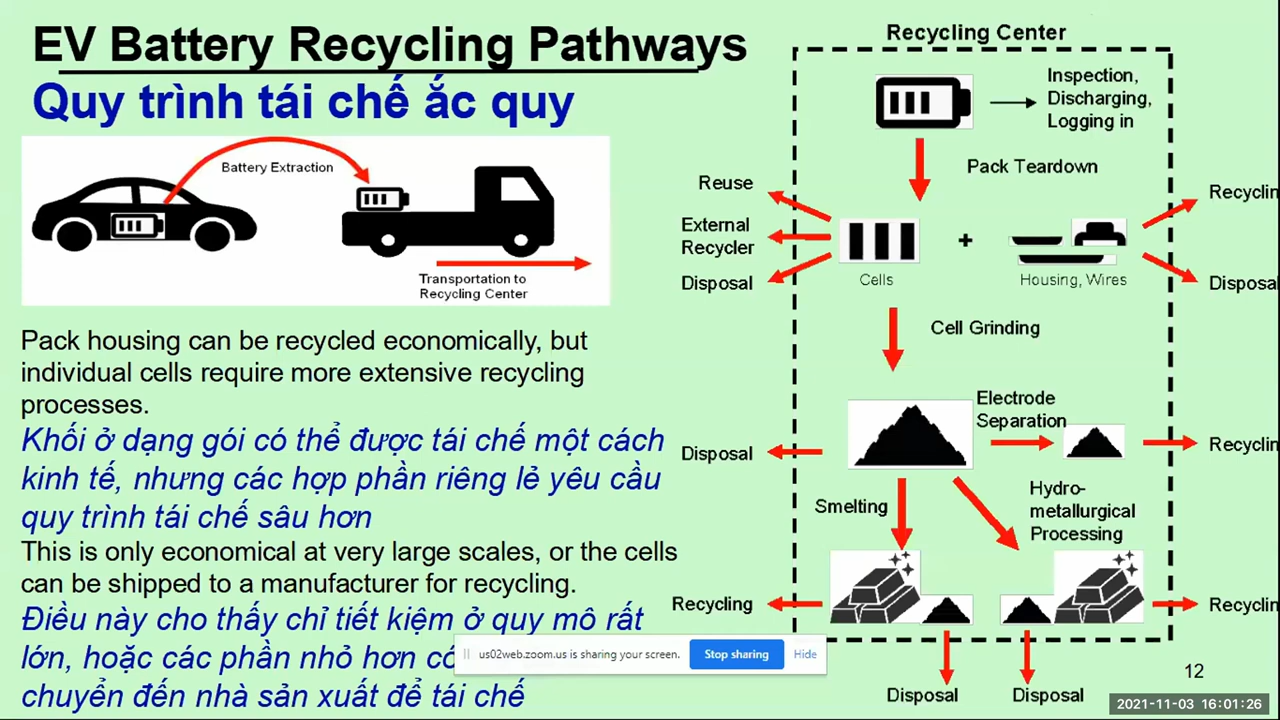 EV Battery Recycling Pathways
Quy trình tái chế ắc quy
Battery Extraction
Transportation to
Recycling Center
Pack housing can be recycled economically, but
individual cells require more extensive recycling
processes.
Khối ở dạng gói có thể được tái chế một cách
kinh tế, nhưng các hợp phần riêng lẻ yêu cầu
quy trình tái chế sâu hơn
This is only economical at very large scales, or the cells
can be shipped to a manufacturer for recycling.
Điều này cho thấy chỉ tiết kiệm ở quy mô rất
lớn, hoặc các phần nhỏ hơn
chuyển đến nhà sản xuất để tái chế
Recycling Center
Inspection,
Discharging,
Logging in
Pack Teardown
Reuse
External
Recycler
Disposal
Cells
+
Housing, Wires
Recyclin
Disposal
Cell Grinding
Electrode
Separation
Disposal
Recyclin
Smelting
Hydro-
metallurgical
Processing
Recycling
Recyclin
Disposal
Disposal
us02web.zoom.us is sharing your screen.
Stop sharing
Hide
12
2021-11-03 16:01:26